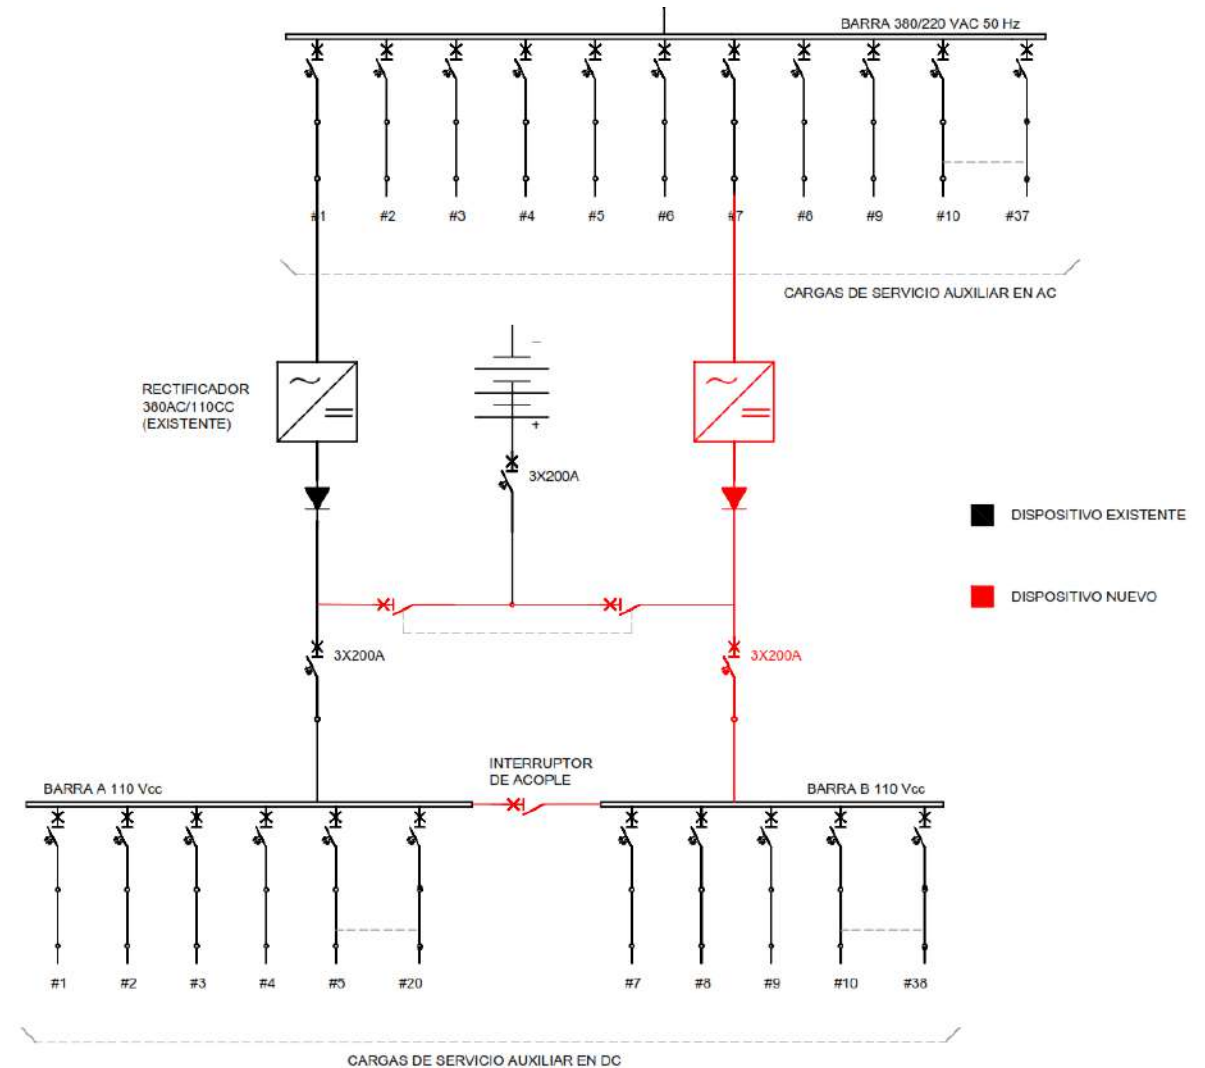 BARRA 380/220 VAC 50 Hz
#1 #2 #3 #4 #5 #6 #7 #8 #9 #10 #37
CARGAS DE SERVICIO AUXILIAR EN AC
RECTIFICADOR
380AC/110CC
(EXISTENTE)
3X200A
DISPOSITIVO EXISTENTE
DISPOSITIVO NUEVO
3X200A
3X200A
INTERRUPTOR
DE ACOPLE
BARRA A 110 Vcc
BARRA B 110 Vcc
#1 #2 #3 #4 #5 #20 #7 #8 #9 #10 #38
CARGAS DE SERVICIO AUXILIAR EN DC